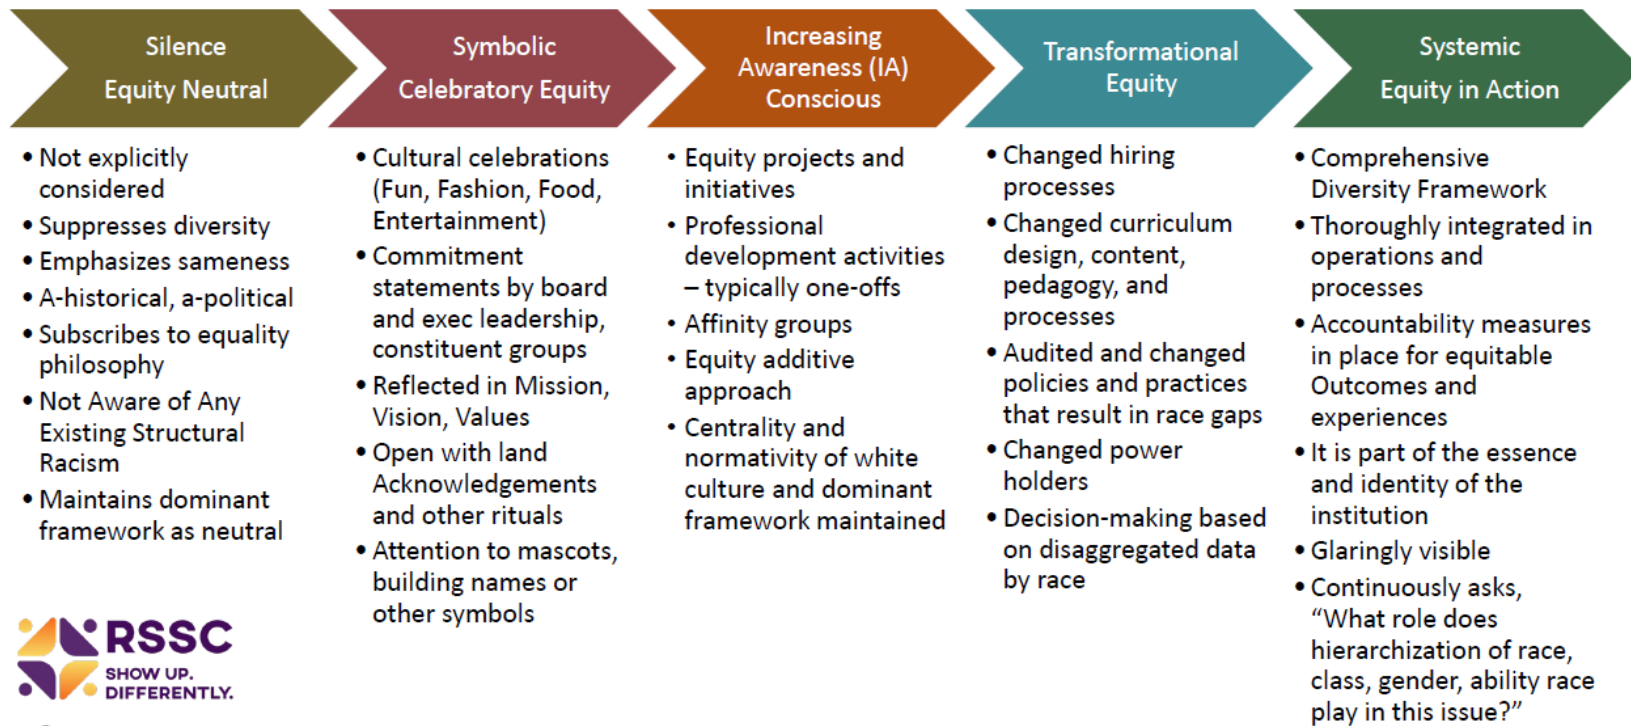 Silence
Equity Neutral
Symbolic
Celebratory Equity
Increasing
Awareness (IA)
Conscious
Transformational
Equity
Systemic
Equity in Action
• Not explicitly
considered
• Suppresses diversity
• Emphasizes sameness
• A-historical, a-political
• Subscribes to equality
philosophy
• Not Aware of Any
Existing Structural
Racism
• Maintains dominant
framework as neutral
• Cultural celebrations
(Fun, Fashion, Food,
Entertainment)
• Commitment
statements by board
and exec leadership,
constituent groups
• Reflected in Mission,
Vision, Values
• Open with land
Acknowledgements
and other rituals
• Attention to mascots,
building names or
other symbols
• Equity projects and
initiatives
• Professional
development activities
– typically one-offs
• Affinity groups
• Equity additive
approach
• Centrality and
normativity of white
culture and dominant
framework maintained
• Changed hiring
processes
• Changed curriculum
design, content,
pedagogy, and
processes
• Audited and changed
policies and practices
that result in race gaps
• Changed power
holders
• Decision-making based
on disaggregated data
by race
• Comprehensive
Diversity Framework
• Thoroughly integrated in
operations and
processes
• Accountability measures
in place for equitable
Outcomes and
experiences
• It is part of the essence
and identity of the
institution
• Glaringly visible
• Continuously asks,
“What role does
hierarchization of race,
class, gender, ability race
play in this issue?”
RSSC
SHOW UP.
DIFFERENTLY.